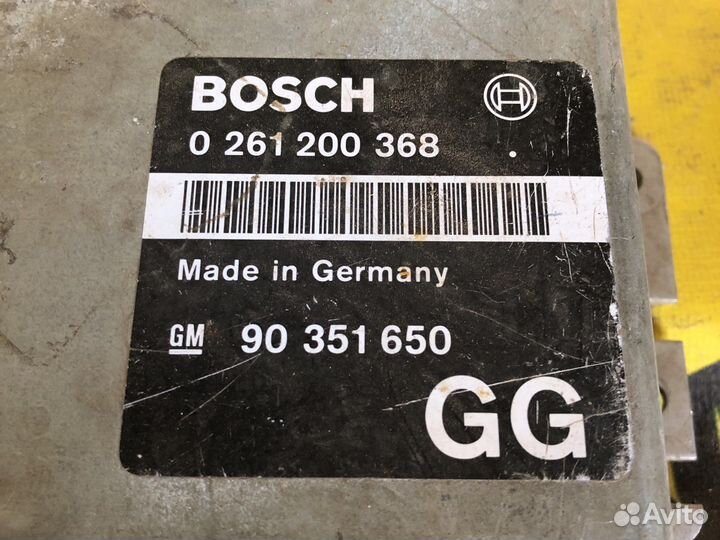 BOSCH
0 261 200 368 .
Made in Germany
GM 90 351 650
GG
Avito